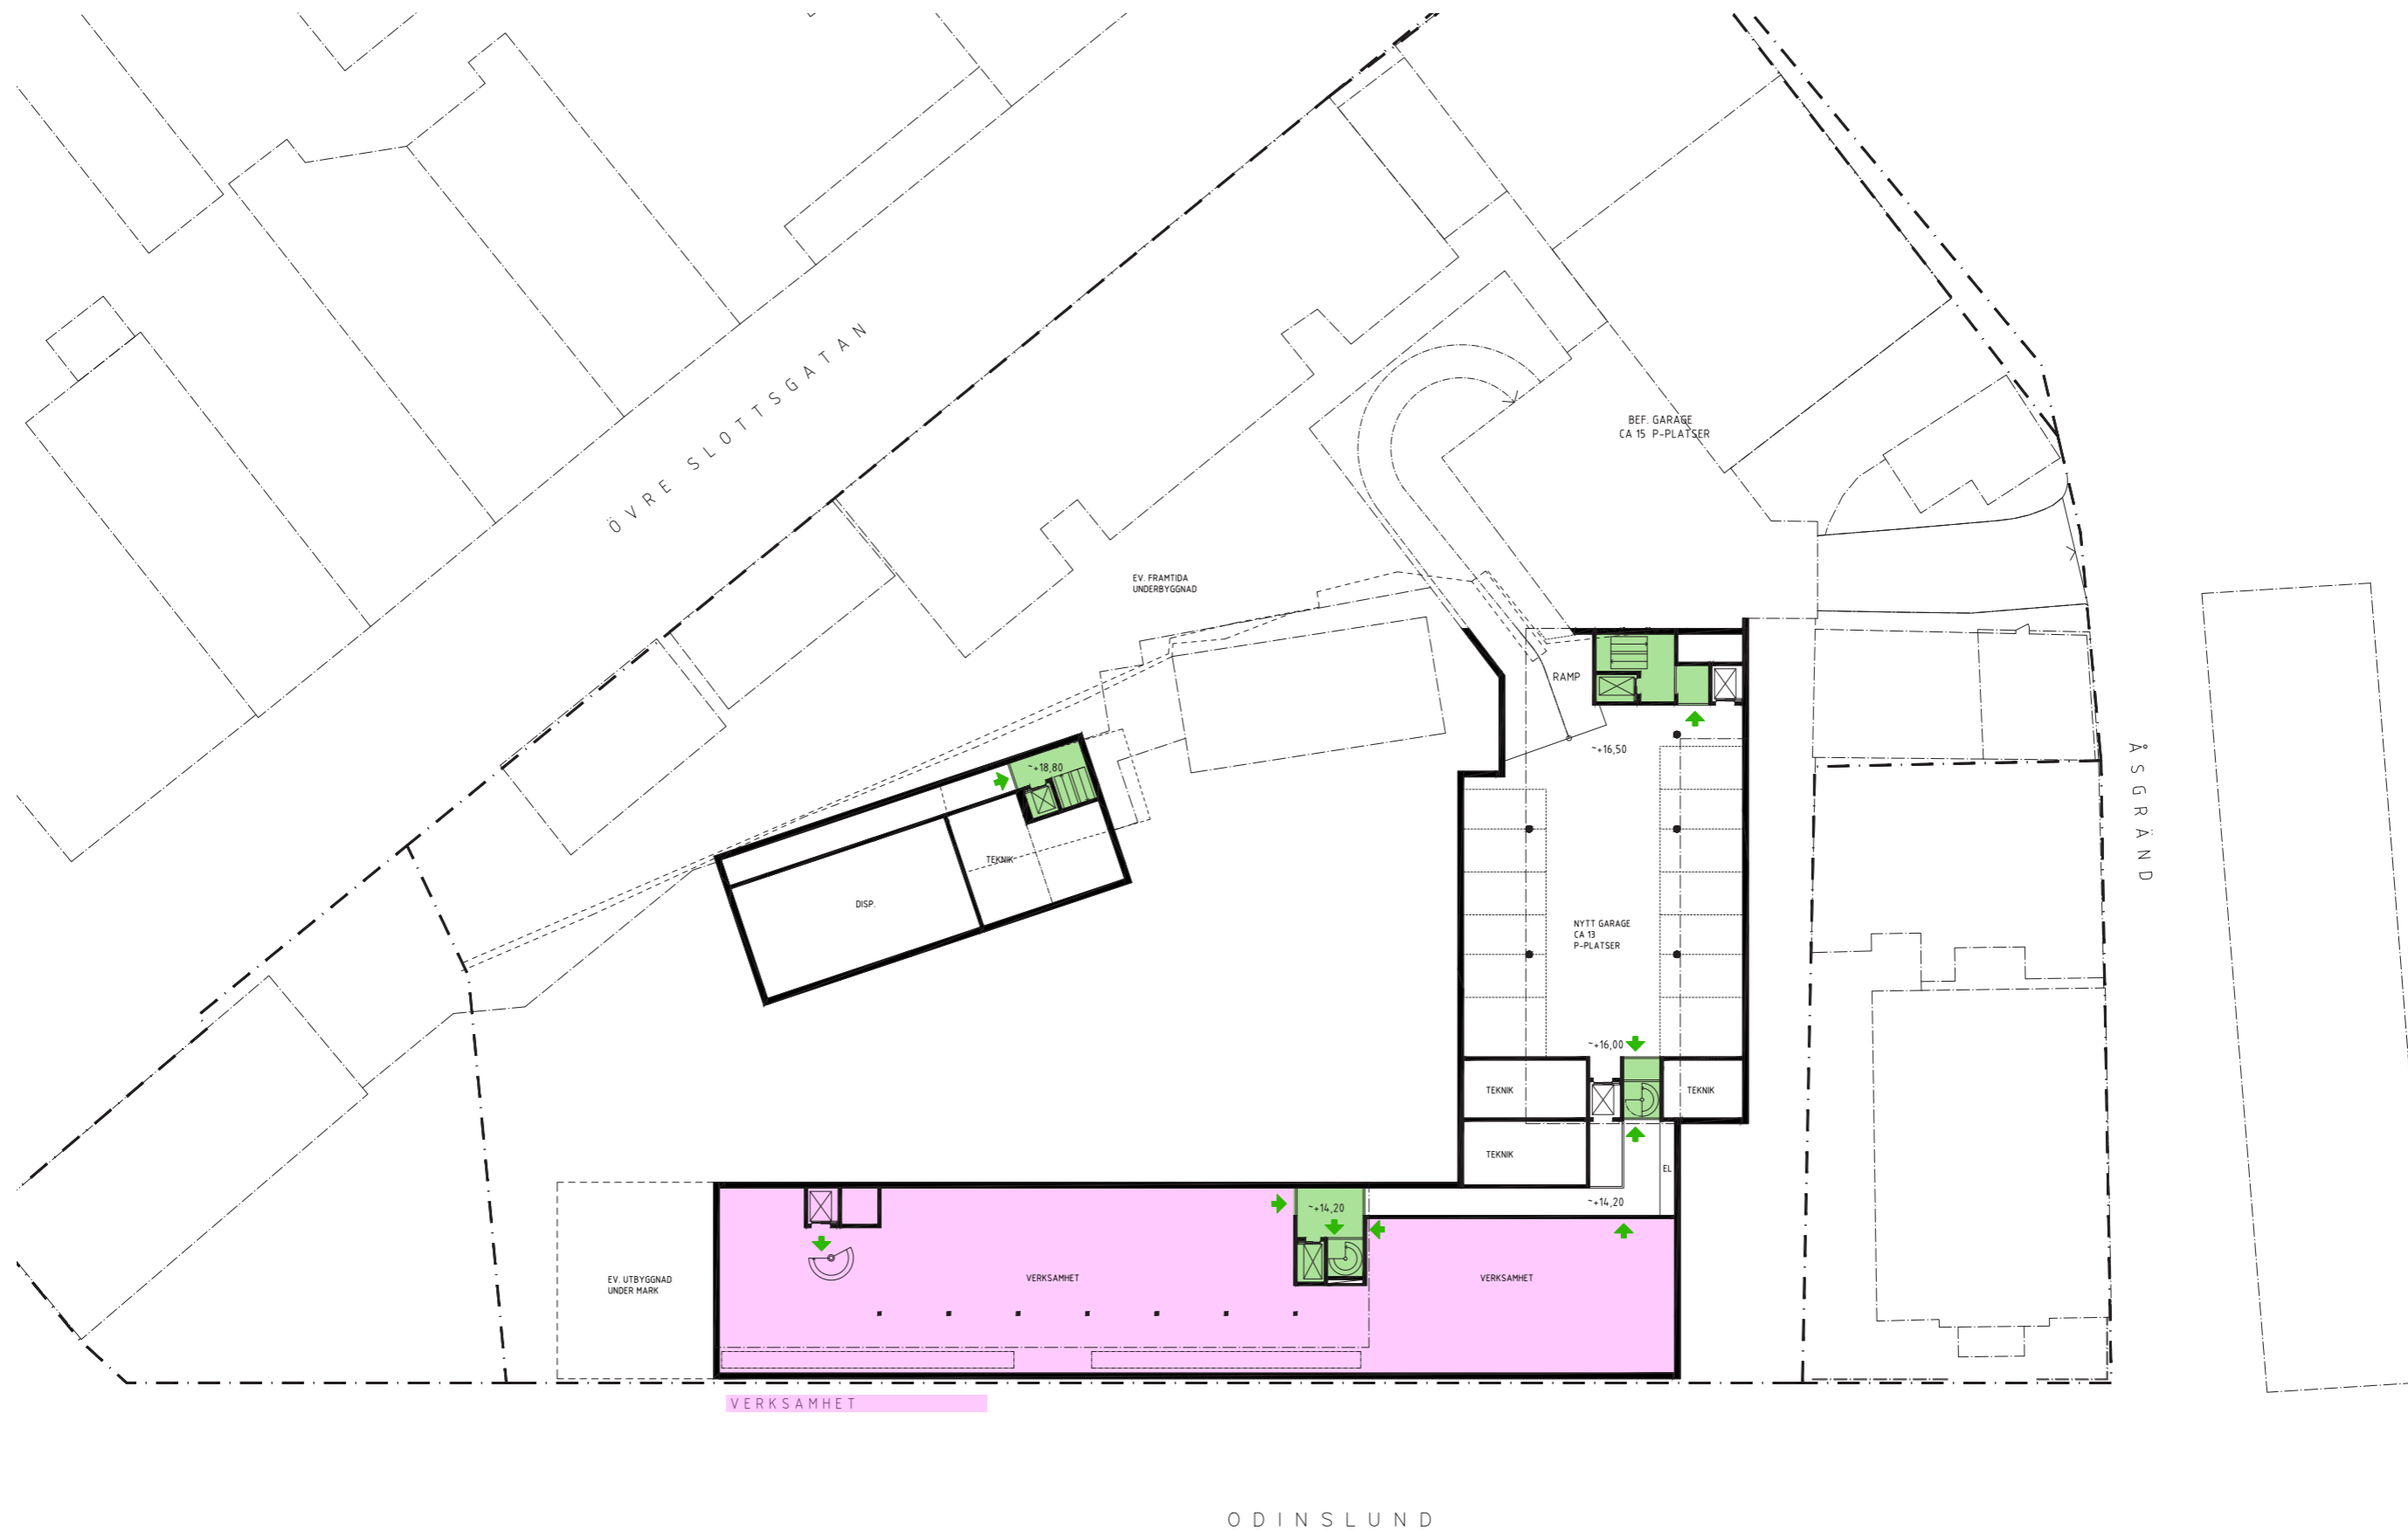 ÖVRE SLOTTSGATAN
BEF. GARAGE
CA 15 P-PLATSER
EV. FRAMTIDA
UNDERBYGGNAD
RAMP
~+16,50
~+18,80
TEKNIK
DISP.
ÅSGRÄND
NYTT GARAGE
CA 13
P-PLATSER
~+16,00
TEKNIK
TEKNIK
TEKNIK
EL
~+14,20
~+14,20
EV. UTBYGGNAD
UNDER MARK
VERKSAMHET
VERKSAMHET
VERKSAMHET
ODINSLUND